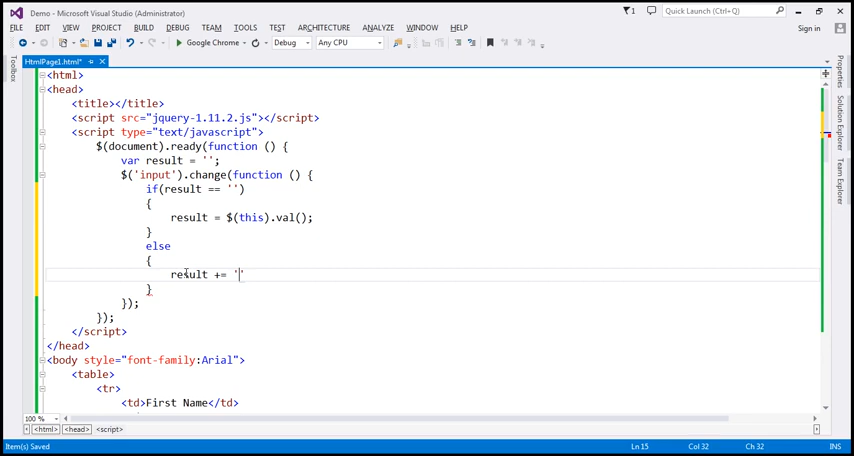 Demo - Microsoft Visual Studio (Administrator)
1
Quick Launch (Ctrl+Q)
FILE EDIT VIEW PROJECT BUILD DEBUG TEAM TOOLS TEST ARCHITECTURE ANALYZE WINDOW HELP
Sign in
Google Chrome Debug Any CPU
HtmlPage1.html*
Toolbox
Properties
Solution Explorer
Team Explorer
<html>
<head>
<title></title>
<script src="jquery-1.11.2.js"></script>
<script type="text/javascript">
$(document).ready(function () {
var result = '';
$('input').change(function () {
if(result == '')
{
result = $(this).val();
}
else
{
result += ''
}
});
});
</script>
</head>
<body style="font-family:Arial">
<table>
<tr>
<td>First Name</td>
100 %
<html> <head> <script>
Item(s) Saved Ln 15 Col 32 Ch 32 INS